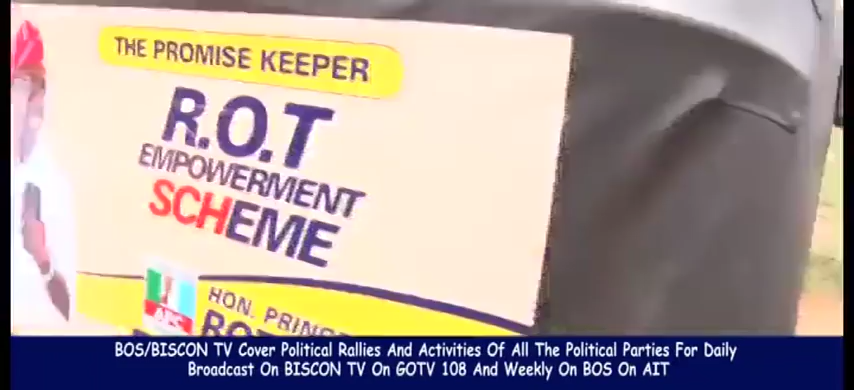 THE PROMISE KEEPER
R.O.T
EMPOWERMENT
SCHEME
APC
HON. PRINC
BOS/BISCON TV Cover Political Rallies And Activities Of All The Political Parties For Daily
Broadcast On BISCON TV On GOTV 108 And Weekly On BOS On AIT